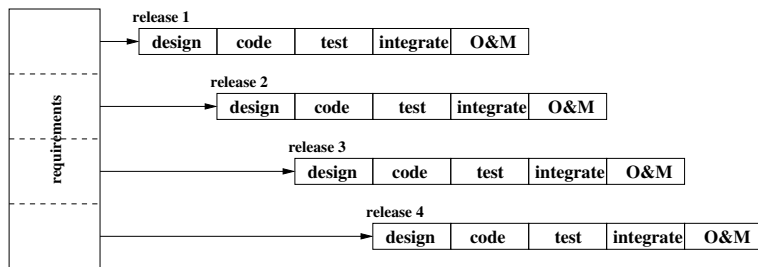 release 1
design code test integrate O&M
release 2
design code test integrate O&M
requirements
release 3
design code test integrate O&M
release 4
design code test integrate O&M